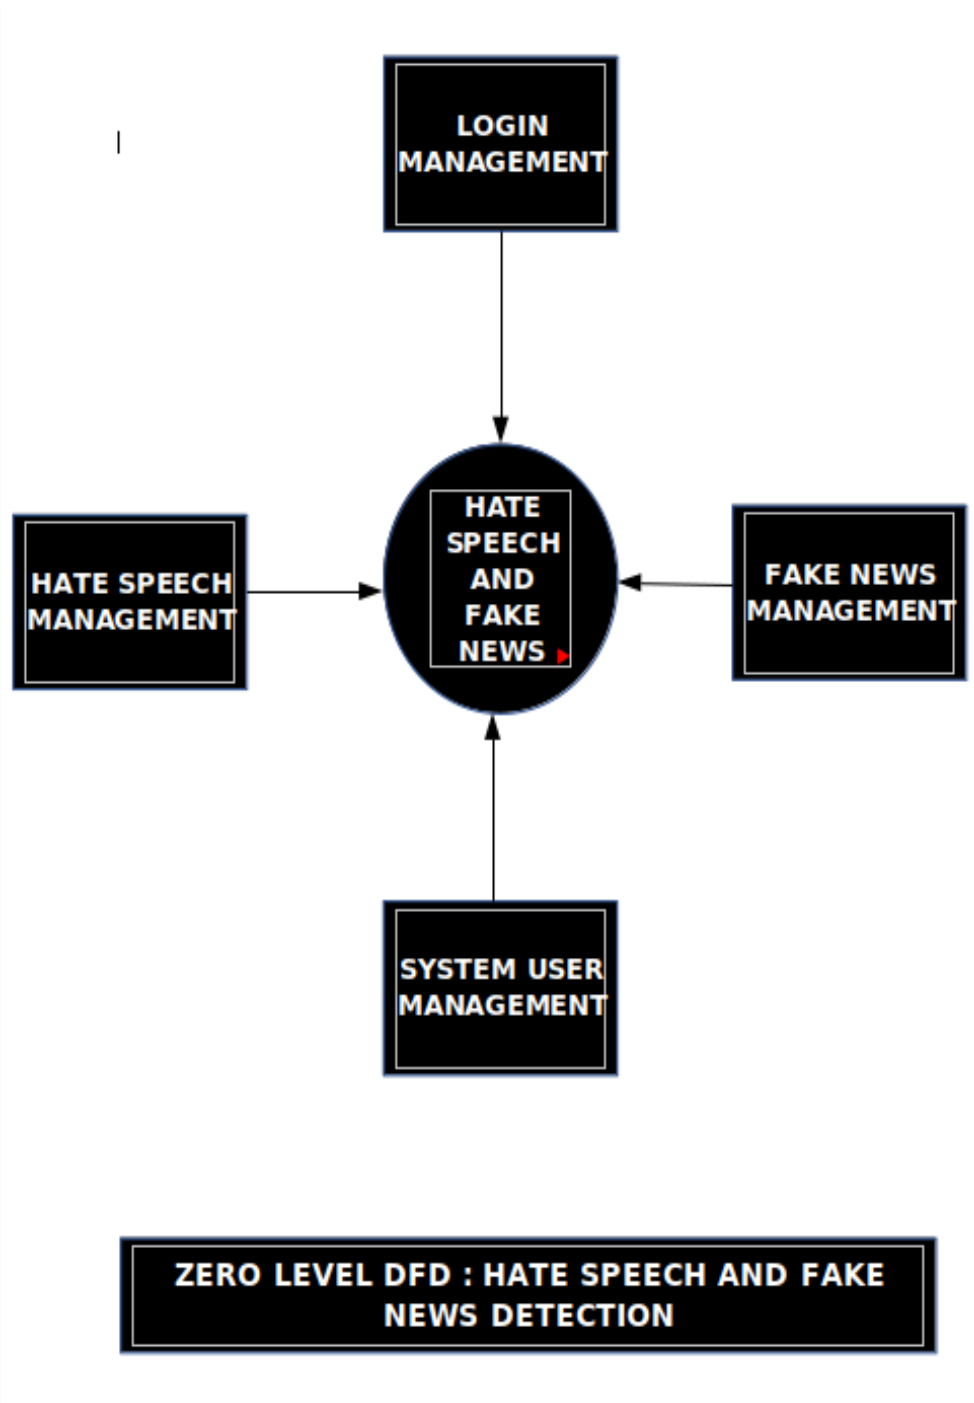 LOGIN
MANAGEMENT
HATE
SPEECH
AND
FAKE
NEWS
HATE SPEECH
MANAGEMENT
FAKE NEWS
MANAGEMENT
SYSTEM USER
MANAGEMENT
ZERO LEVEL DFD : HATE SPEECH AND FAKE
NEWS DETECTION